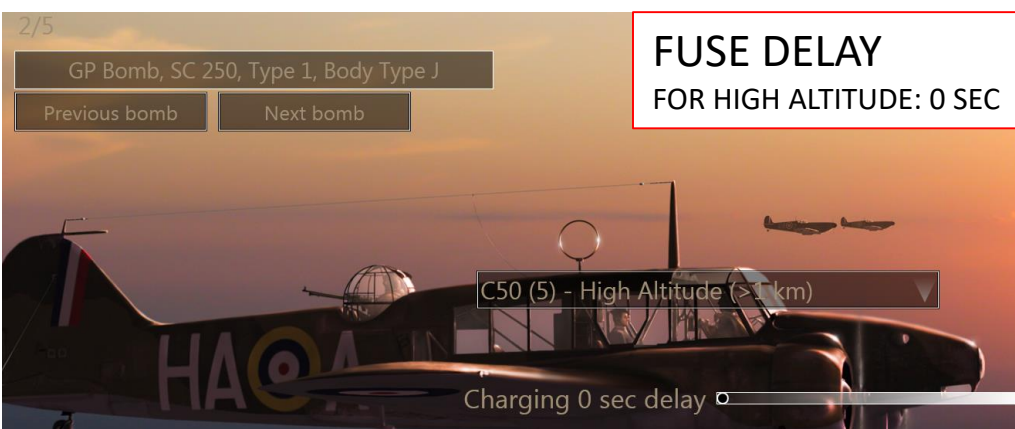 2/5
GP Bomb, SC 250, Type 1, Body Type J
Previous bomb
Next bomb
FUSE DELAY
FOR HIGH ALTITUDE: 0 SEC
C50 (5) - High Altitude (>1 km)
HA A
Charging 0 sec delay